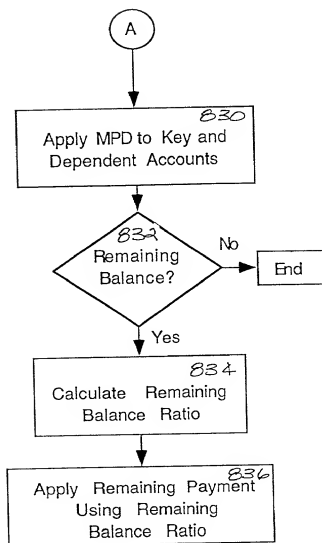 A
830
Apply MPD to Key and
Dependent Accounts
832
Remaining
Balance?
No
End
Yes
834
Calculate Remaining
Balance Ratio
836
Apply Remaining Payment
Using Remaining
Balance Ratio